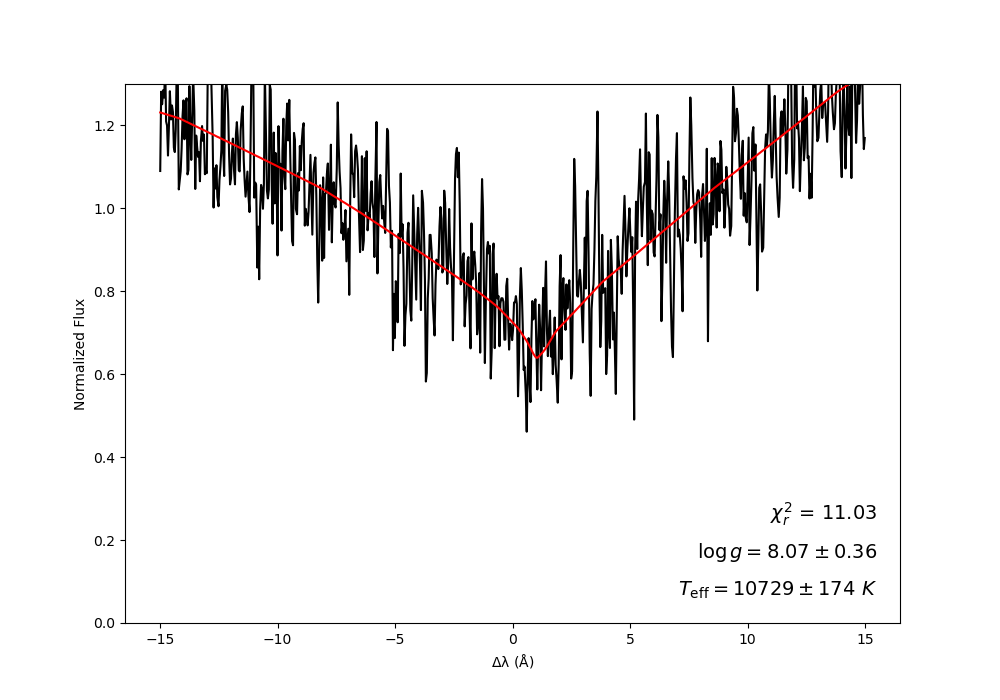 1.2
1.0
0.8
0.6
0.4
0.2
0.0
Normalized Flux
χ²ᵣ = 11.03
log g = 8.07 ± 0.36
T_eff = 10729 ± 174 K
−15 −10 −5 0 5 10 15
Δλ (Å)